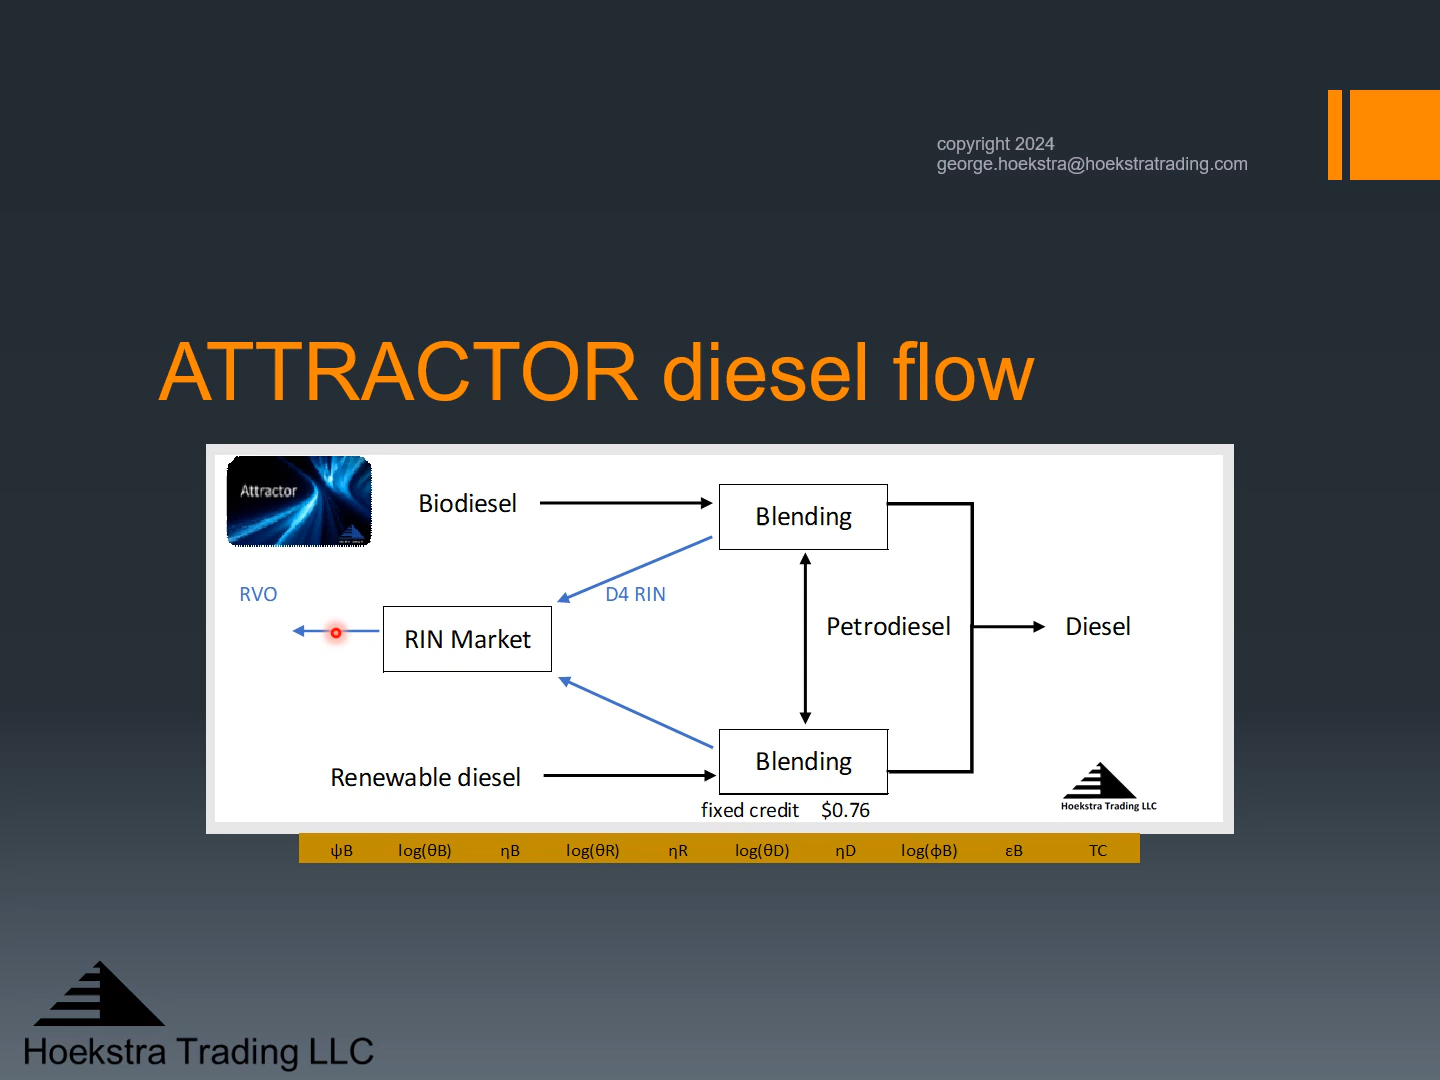 copyright 2024
george.hoekstra@hoekstratrading.com
ATTRACTOR diesel flow
Attractor
Biodiesel
Blending
RVO
D4 RIN
RIN Market
Petrodiesel
Diesel
Renewable diesel
Blending
fixed credit $0.76
Hoekstra Trading LLC
ψB log(θB) ηB log(θR) ηR log(θD) ηD log(φB) εB TC
Hoekstra Trading LLC